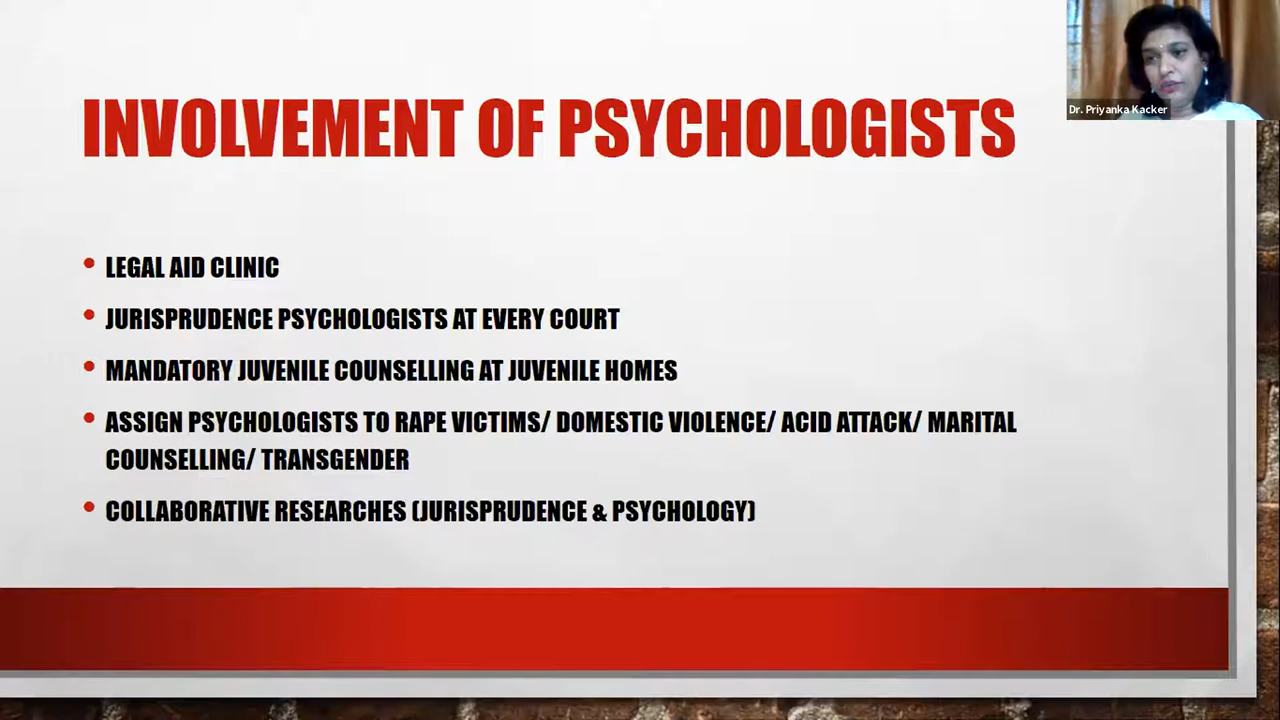 Dr. Priyanka Kacker
INVOLVEMENT OF PSYCHOLOGISTS
• LEGAL AID CLINIC
• JURISPRUDENCE PSYCHOLOGISTS AT EVERY COURT
• MANDATORY JUVENILE COUNSELLING AT JUVENILE HOMES
• ASSIGN PSYCHOLOGISTS TO RAPE VICTIMS/ DOMESTIC VIOLENCE/ ACID ATTACK/ MARITAL
COUNSELLING/ TRANSGENDER
• COLLABORATIVE RESEARCHES (JURISPRUDENCE & PSYCHOLOGY)